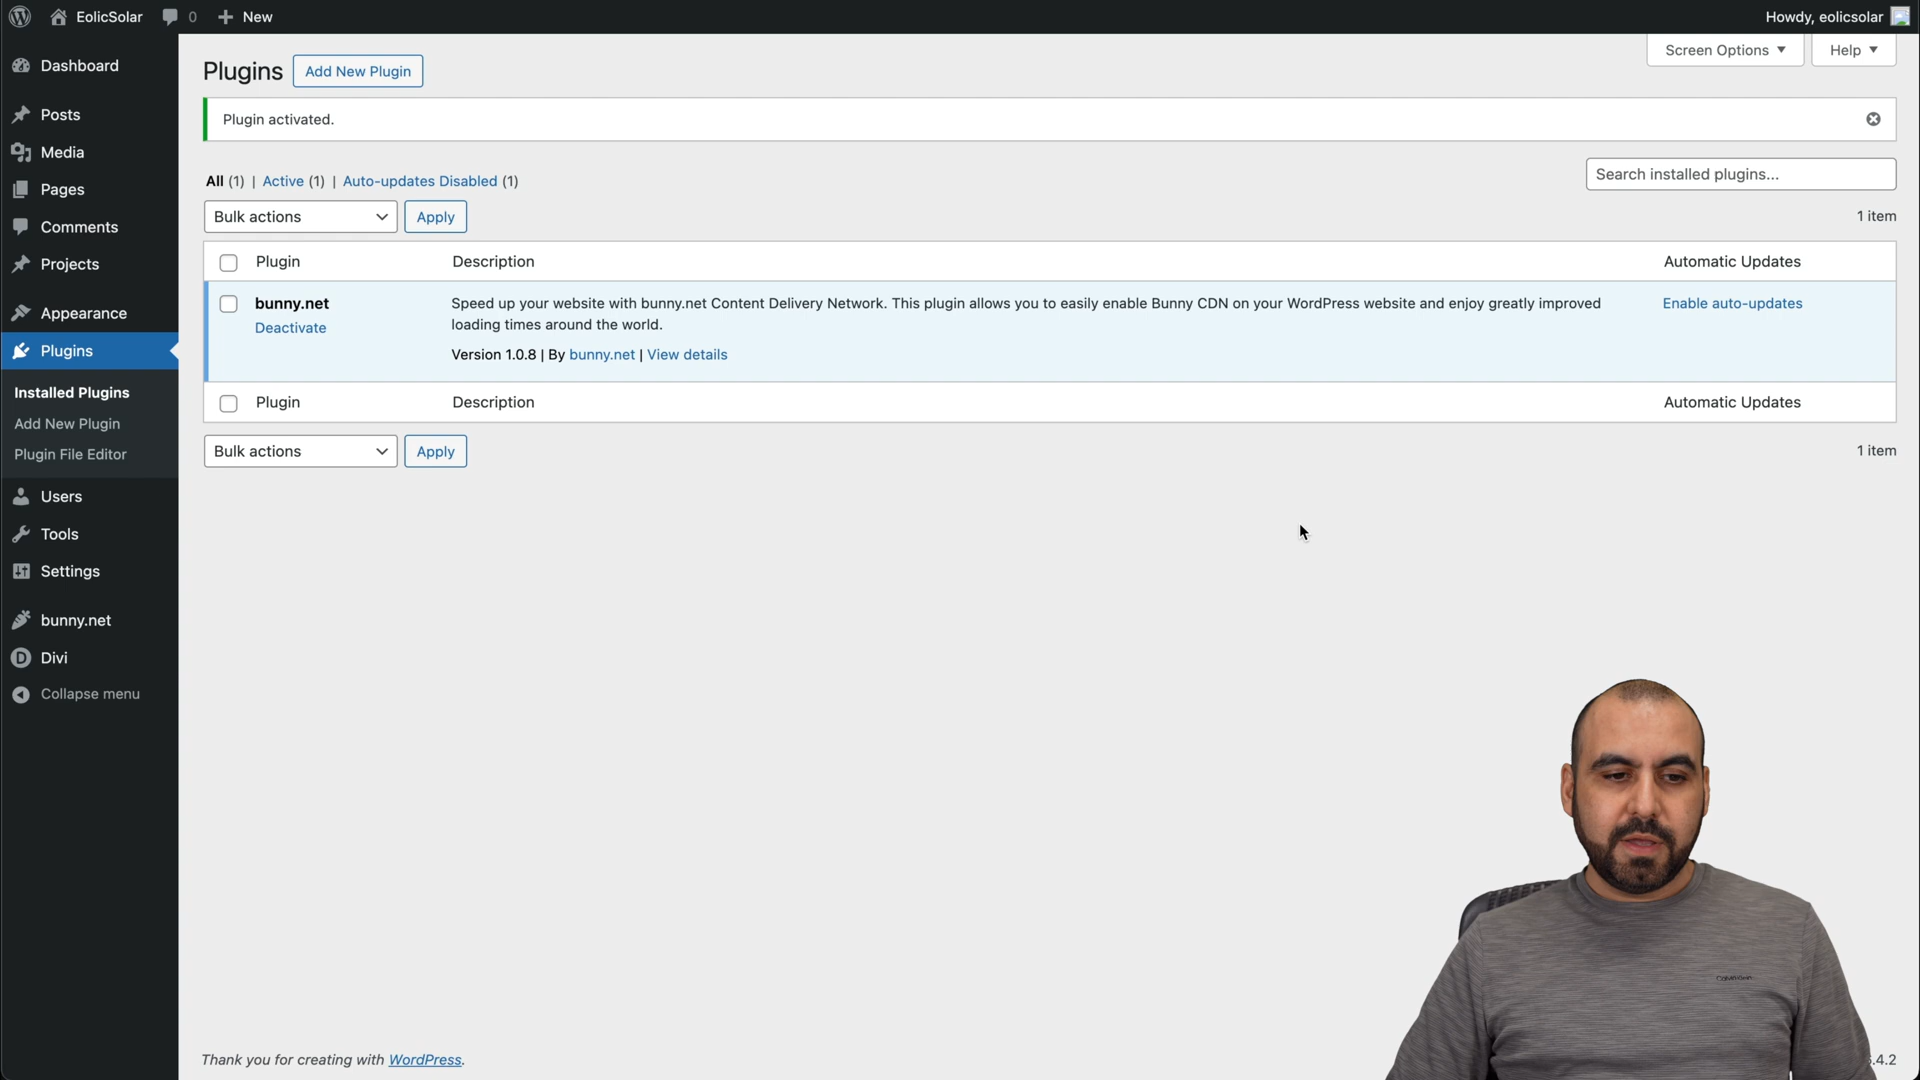 EolicSolar 0 New Howdy, eolicsolar
Screen Options Help
Dashboard
Posts
Media
Pages
Comments
Projects
Appearance
Plugins
Installed Plugins
Add New Plugin
Plugin File Editor
Users
Tools
Settings
bunny.net
Divi
Collapse menu
Plugins Add New Plugin
Plugin activated.
All (1) | Active (1) | Auto-updates Disabled (1)
Search installed plugins...
Bulk actions Apply 1 item
Plugin Description Automatic Updates
bunny.net
Deactivate
Speed up your website with bunny.net Content Delivery Network. This plugin allows you to easily enable Bunny CDN on your WordPress website and enjoy greatly improved
loading times around the world.
Version 1.0.8 | By bunny.net | View details
Enable auto-updates
Plugin Description Automatic Updates
Bulk actions Apply 1 item
Thank you for creating with WordPress.
.4.2